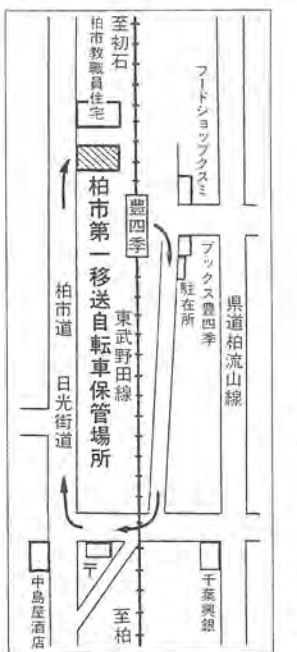 至初石
柏市教職員住宅
フードショップクスミ
豊四季
柏市第一移送自転車保管場所
ブックス豊四季
駐在所
東武野田線
県道柏流山線
柏市道
日光街道
〒
中島屋酒店
至柏
千葉興銀